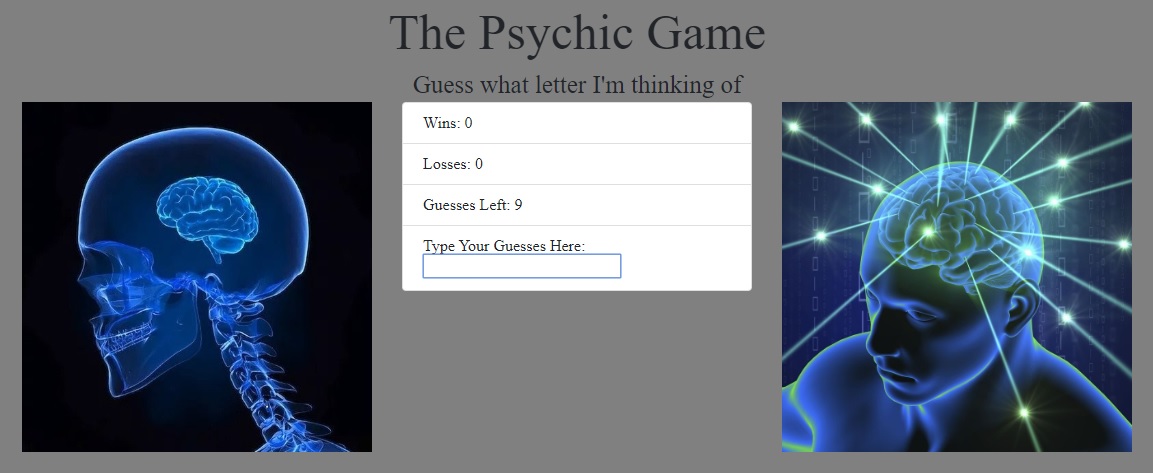 The Psychic Game
Guess what letter I'm thinking of
Wins: 0
Losses: 0
Guesses Left: 9
Type Your Guesses Here: